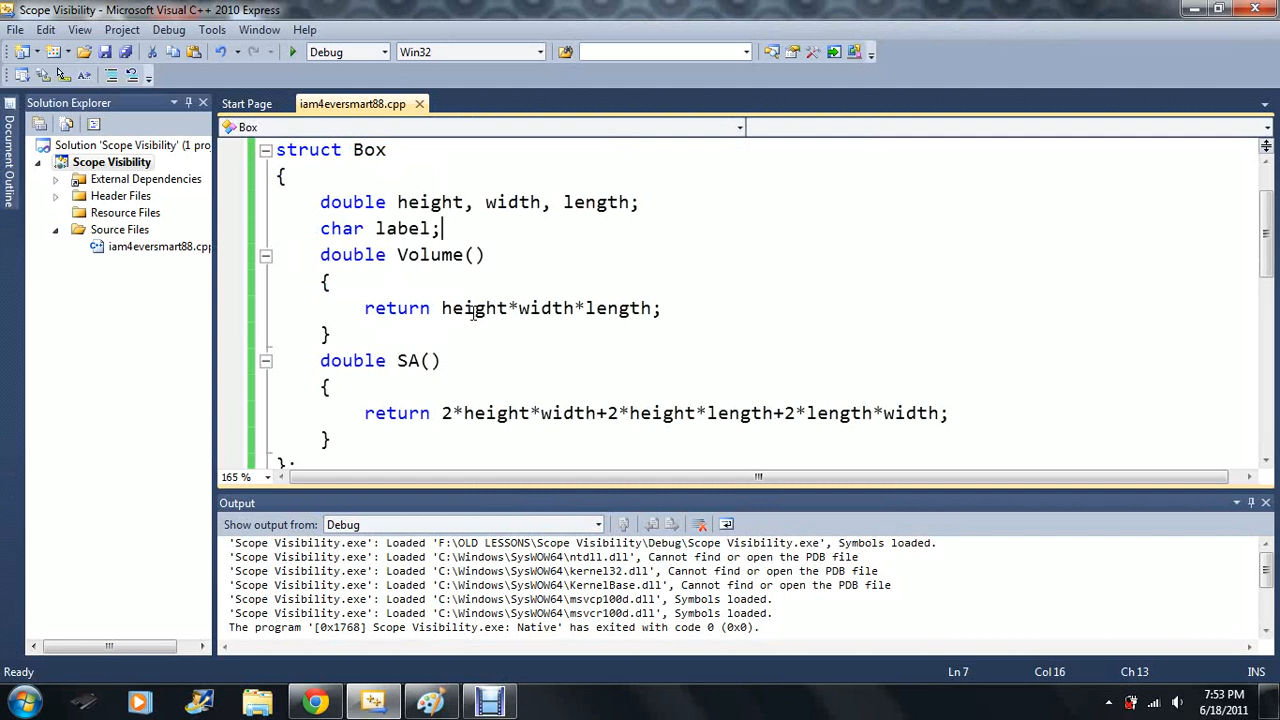 Scope Visibility - Microsoft Visual C++ 2010 Express
File Edit View Project Debug Tools Window Help
Debug Win32
Solution Explorer
Start Page iam4eversmart88.cpp
Document Outline
Box
Solution 'Scope Visibility' (1 proj
Scope Visibility
External Dependencies
Header Files
Resource Files
Source Files
iam4eversmart88.cpp
struct Box
{
double height, width, length;
char label;
double Volume()
{
return height*width*length;
}
double SA()
{
return 2*height*width+2*height*length+2*length*width;
}
};
165 %
Output
Show output from: Debug
'Scope Visibility.exe': Loaded 'F:\OLD LESSONS\Scope Visibility\Debug\Scope Visibility.exe', Symbols loaded.
'Scope Visibility.exe': Loaded 'C:\Windows\SysWOW64\ntdll.dll', Cannot find or open the PDB file
'Scope Visibility.exe': Loaded 'C:\Windows\SysWOW64\kernel32.dll', Cannot find or open the PDB file
'Scope Visibility.exe': Loaded 'C:\Windows\SysWOW64\KernelBase.dll', Cannot find or open the PDB file
'Scope Visibility.exe': Loaded 'C:\Windows\SysWOW64\msvcp100d.dll', Symbols loaded.
'Scope Visibility.exe': Loaded 'C:\Windows\SysWOW64\msvcr100d.dll', Symbols loaded.
The program '[0x1768] Scope Visibility.exe: Native' has exited with code 0 (0x0).
Ready Ln 7 Col 16 Ch 13 INS
7:53 PM
6/18/2011